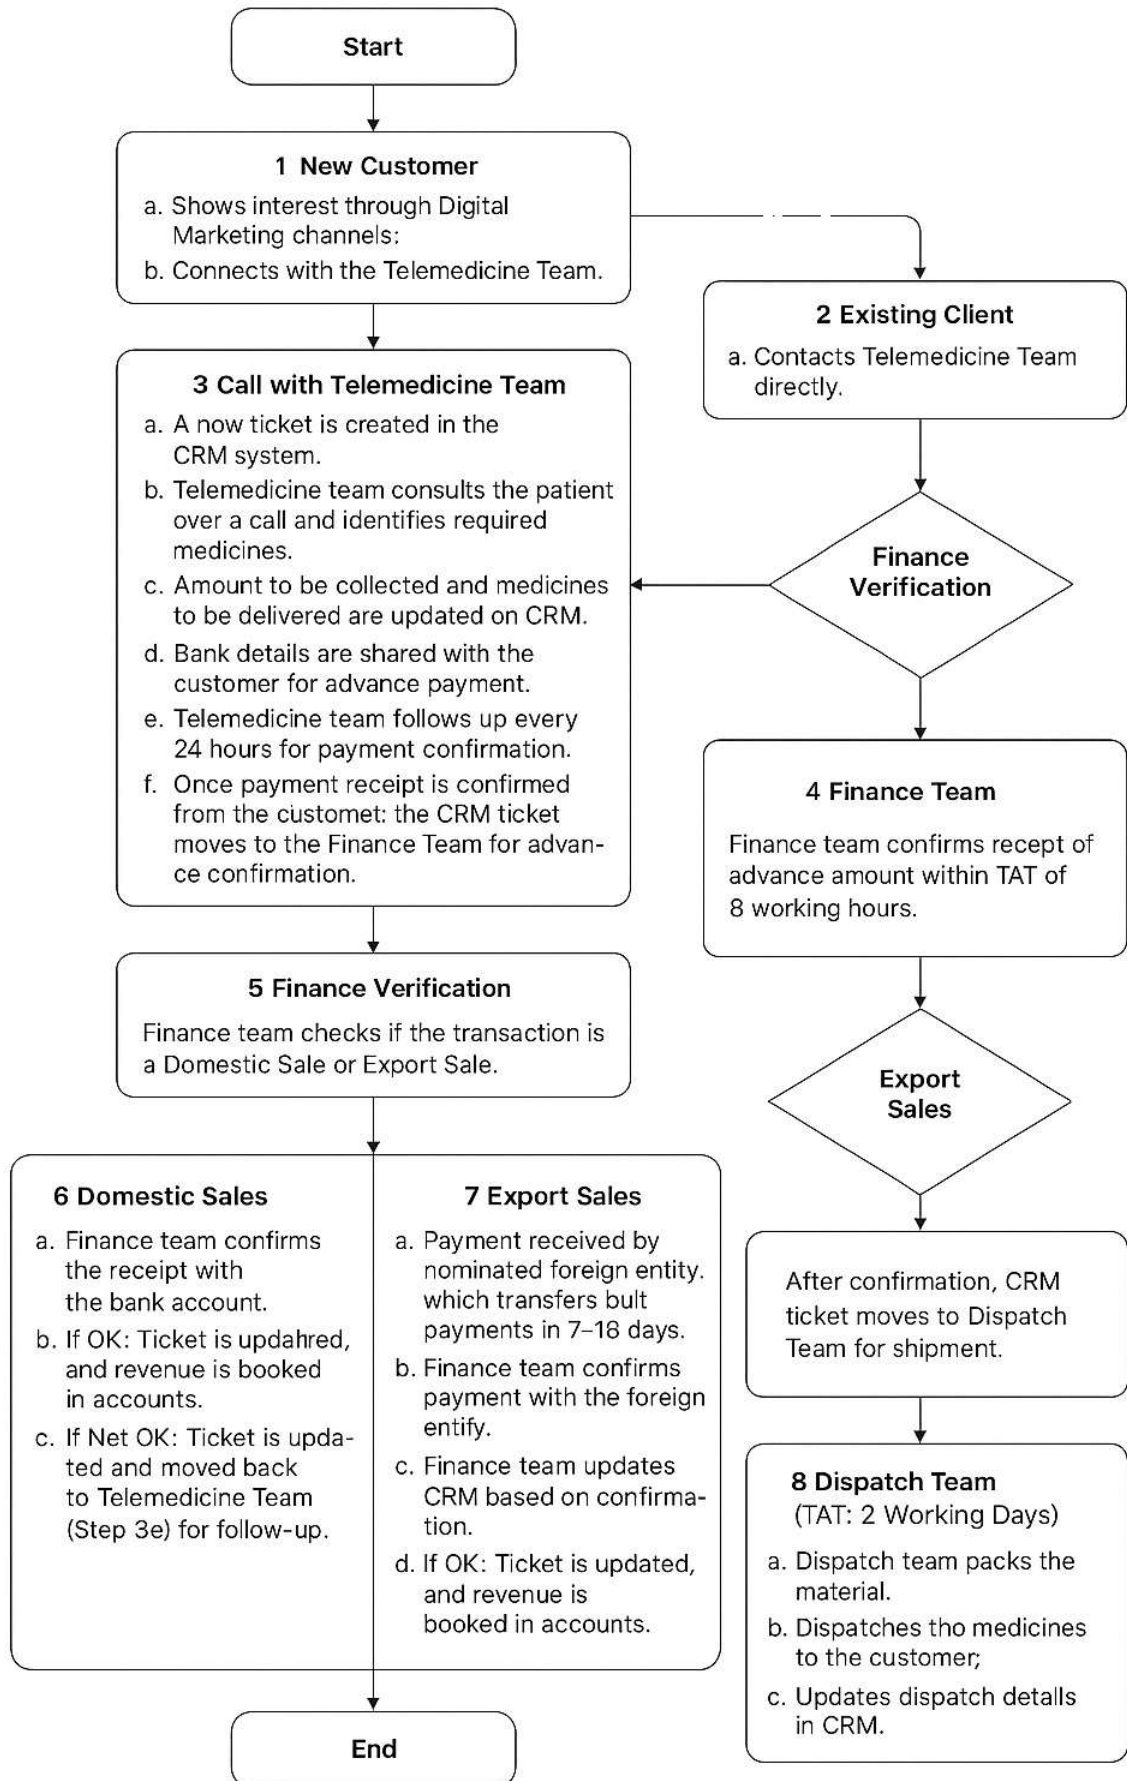 Start
1 New Customer
a. Shows interest through Digital
Marketing channels:
b. Connects with the Telemedicine Team.
2 Existing Client
a. Contacts Telemedicine Team
directly.
3 Call with Telemedicine Team
a. A now ticket is created in the
CRM system.
b. Telemedicine team consults the patient
over a call and identifies required
medicines.
c. Amount to be collected and medicines
to be delivered are updated on CRM.
d. Bank details are shared with the
customer for advance payment.
e. Telemedicine team follows up every
24 hours for payment confirmation.
f. Once payment receipt is confirmed
from the customet: the CRM ticket
moves to the Finance Team for advan-
ce confirmation.
Finance
Verification
4 Finance Team
Finance team confirms recept of
advance amount within TAT of
8 working hours.
5 Finance Verification
Finance team checks if the transaction is
a Domestic Sale or Export Sale.
Export
Sales
6 Domestic Sales
a. Finance team confirms
the receipt with
the bank account.
b. If OK: Ticket is updahred,
and revenue is booked
in accounts.
c. If Net OK: Ticket is upda-
ted and moved back
to Telemedicine Team
(Step 3e) for follow-up.
7 Export Sales
a. Payment received by
nominated foreign entity.
which transfers bult
payments in 7–18 days.
b. Finance team confirms
payment with the foreign
entify.
c. Finance team updates
CRM based on confirma-
tion.
d. If OK: Ticket is updated,
and revenue is
booked in accounts.
After confirmation, CRM
ticket moves to Dispatch
Team for shipment.
8 Dispatch Team
(TAT: 2 Working Days)
a. Dispatch team packs the
material.
b. Dispatches tho medicines
to the customer;
c. Updates dispatch detalls
in CRM.
End